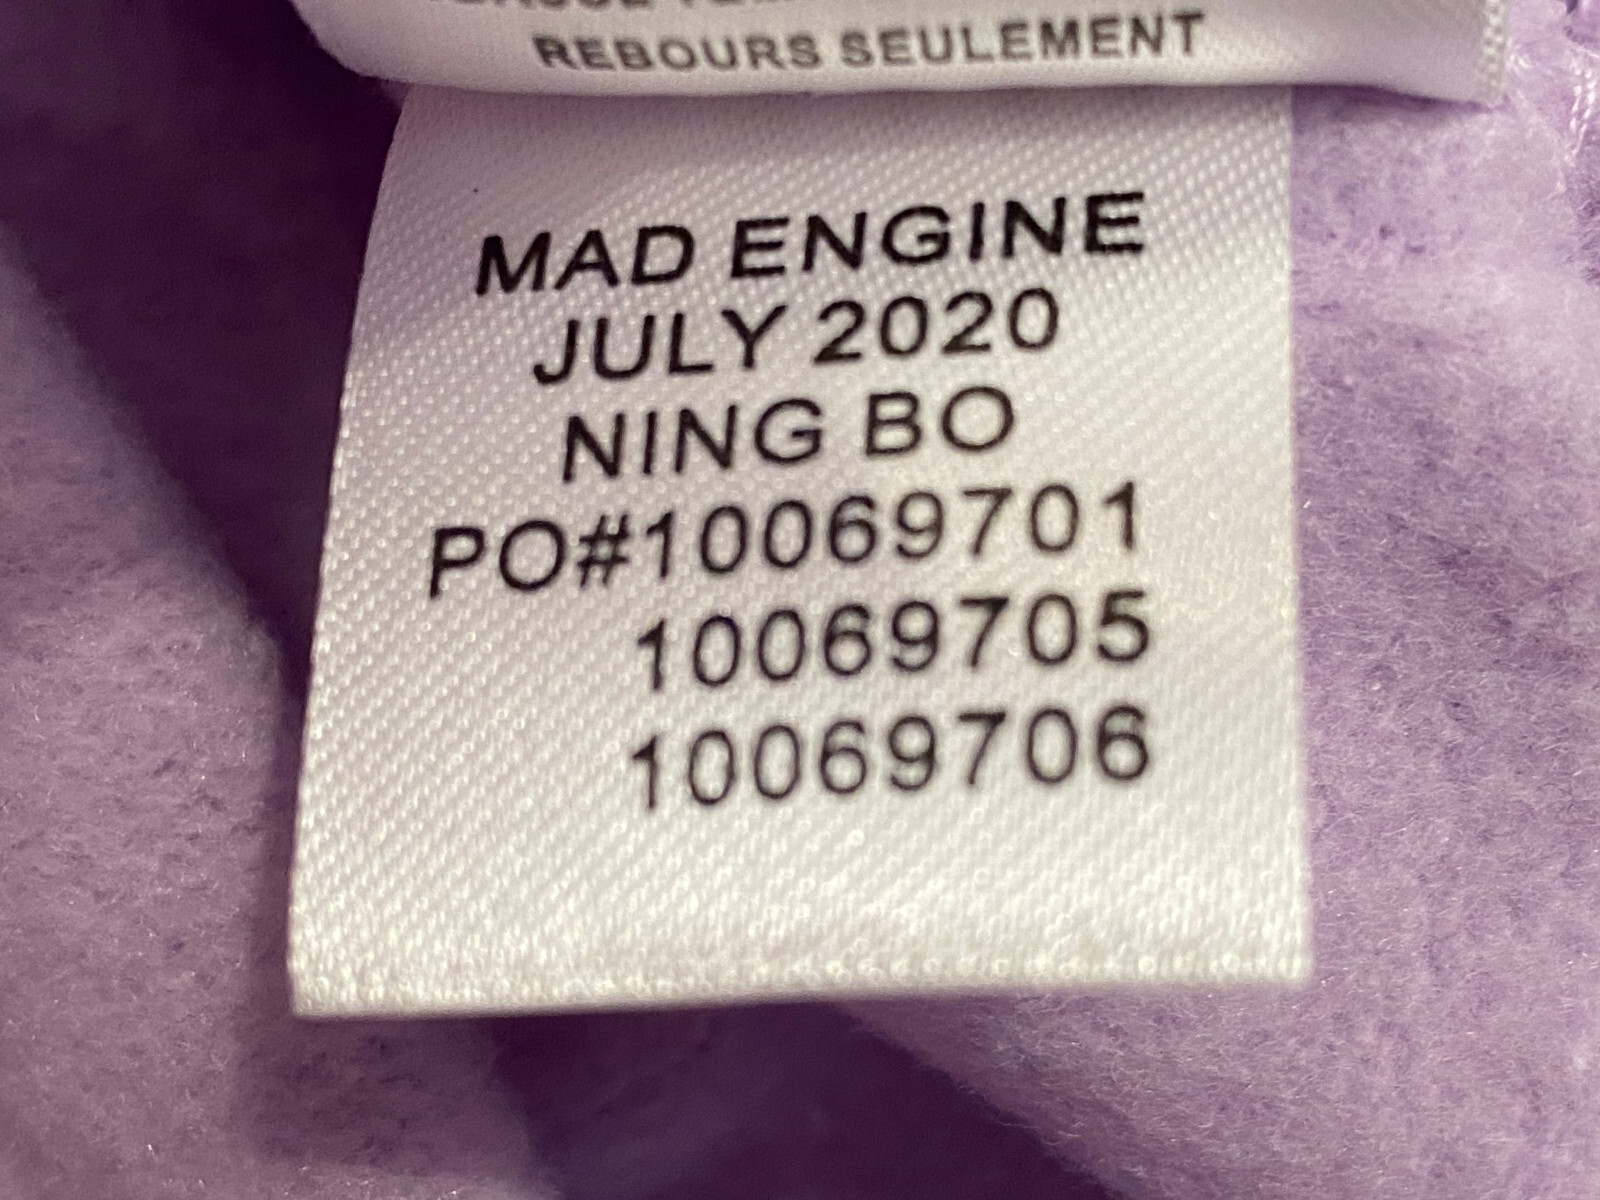 REBOURS SEULEMENT
MAD ENGINE
JULY 2020
NING BO
PO#10069701
10069705
10069706